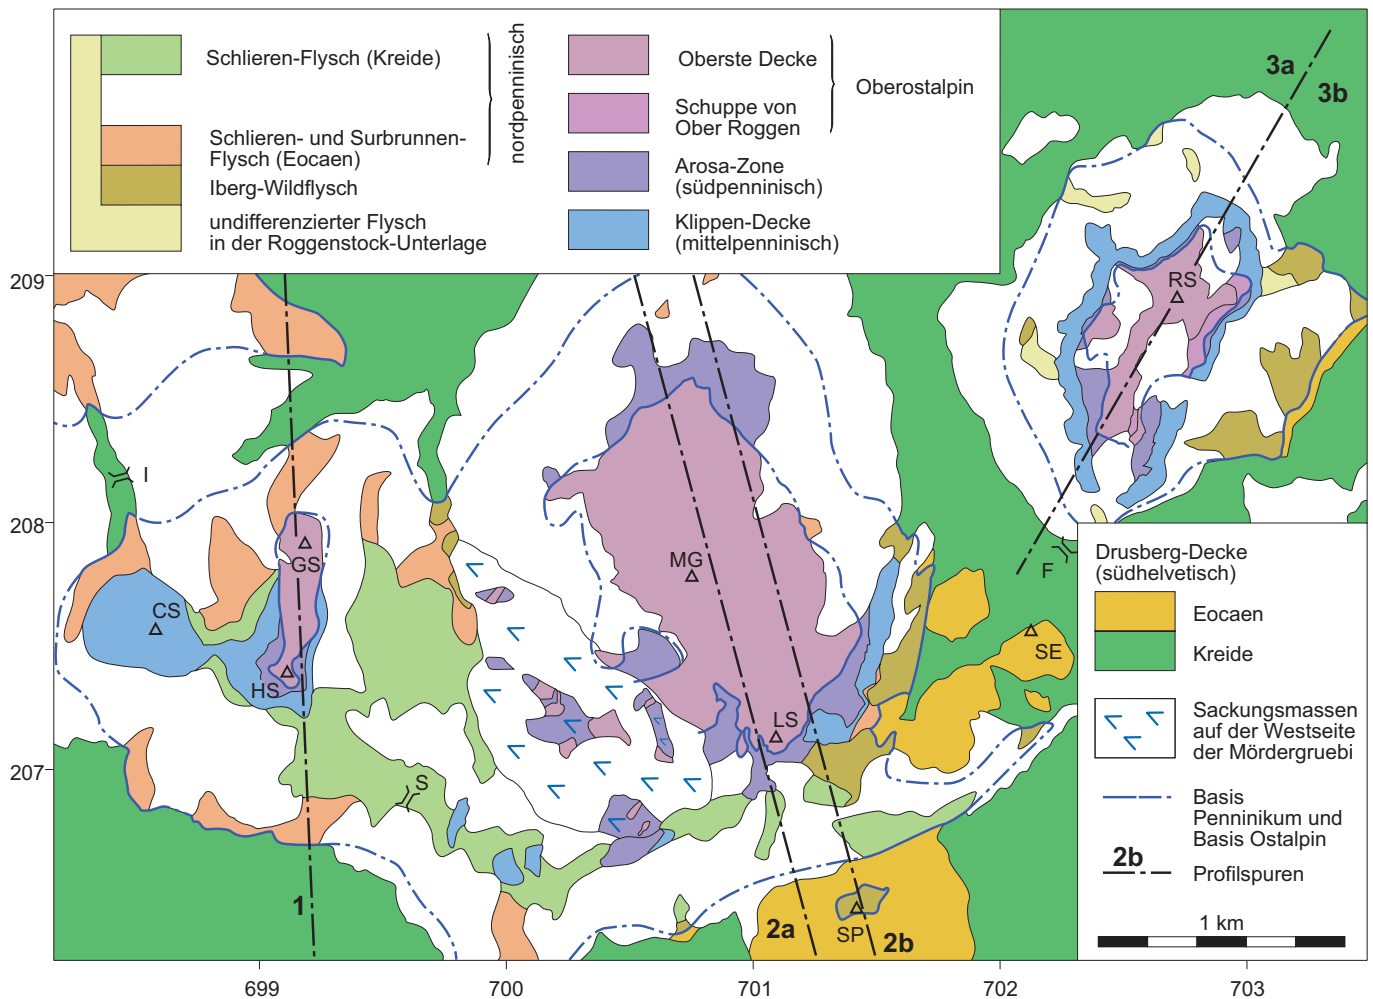 Schlieren-Flysch (Kreide)
Schlieren- und Surbrunnen-
Flysch (Eocaen)
Iberg-Wildflysch
undifferenzierter Flysch
in der Roggenstock-Unterlage
nordpenninisch
Oberste Decke
Schuppe von
Ober Roggen
Oberostalpin
Arosa-Zone
(südpenninisch)
Klippen-Decke
(mittelpenninisch)
3a
3b
209
208
207
RS
I
GS
CS
HS
MG
LS
S
F
SE
SP
1
2a
2b
Drusberg-Decke
(südhelvetisch)
Eocaen
Kreide
Sackungsmassen
auf der Westseite
der Mördergruebi
Basis
Penninikum und
Basis Ostalpin
2b
Profilspuren
1 km
699
700
701
702
703